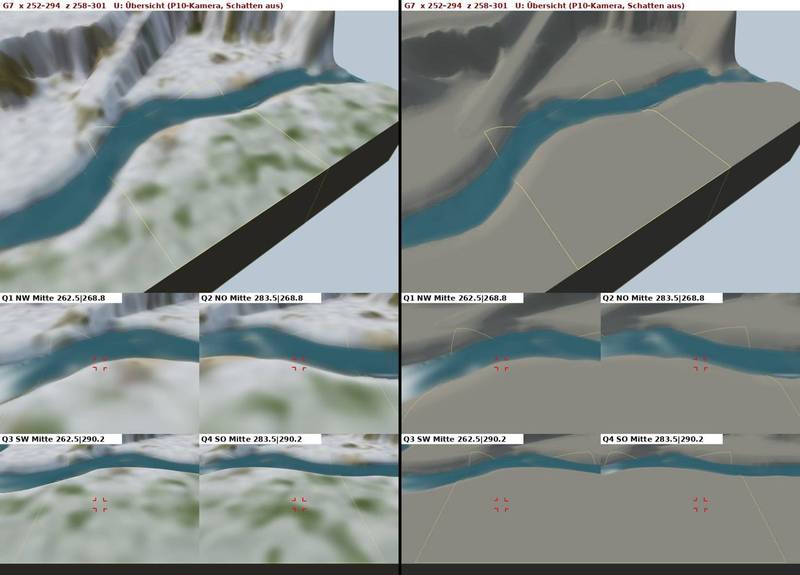 G7 x 252–294 z 258–301 U: Übersicht (P10-Kamera, Schatten aus)
G7 x 252–294 z 258–301 U: Übersicht (P10-Kamera, Schatten aus)
Q1 NW Mitte 262.5|268.8
Q2 NO Mitte 283.5|268.8
Q1 NW Mitte 262.5|268.8
Q2 NO Mitte 283.5|268.8
Q3 SW Mitte 262.5|290.2
Q4 SO Mitte 283.5|290.2
Q3 SW Mitte 262.5|290.2
Q4 SO Mitte 283.5|290.2